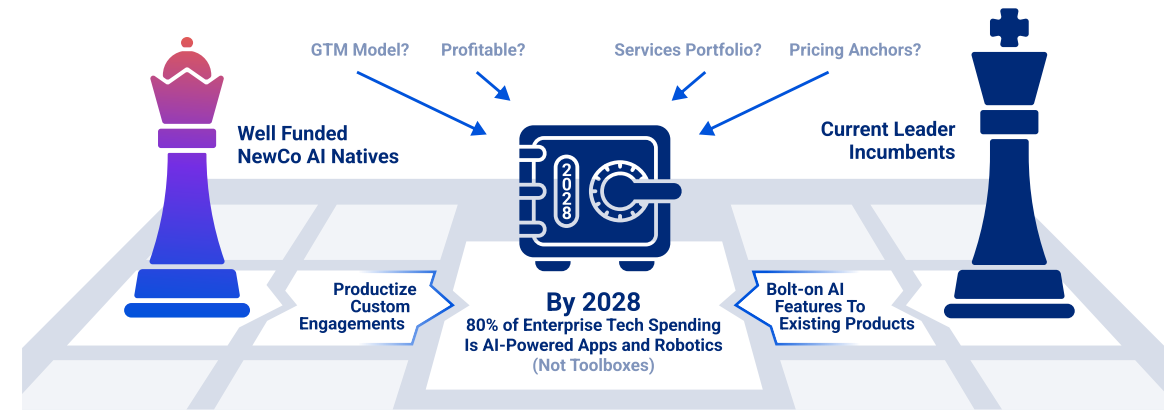 GTM Model?
Profitable?
Services Portfolio?
Pricing Anchors?
Well Funded
NewCo AI Natives
Current Leader
Incumbents
2028
Productize
Custom
Engagements
By 2028
80% of Enterprise Tech Spending
Is AI-Powered Apps and Robotics
(Not Toolboxes)
Bolt-on AI
Features To
Existing Products